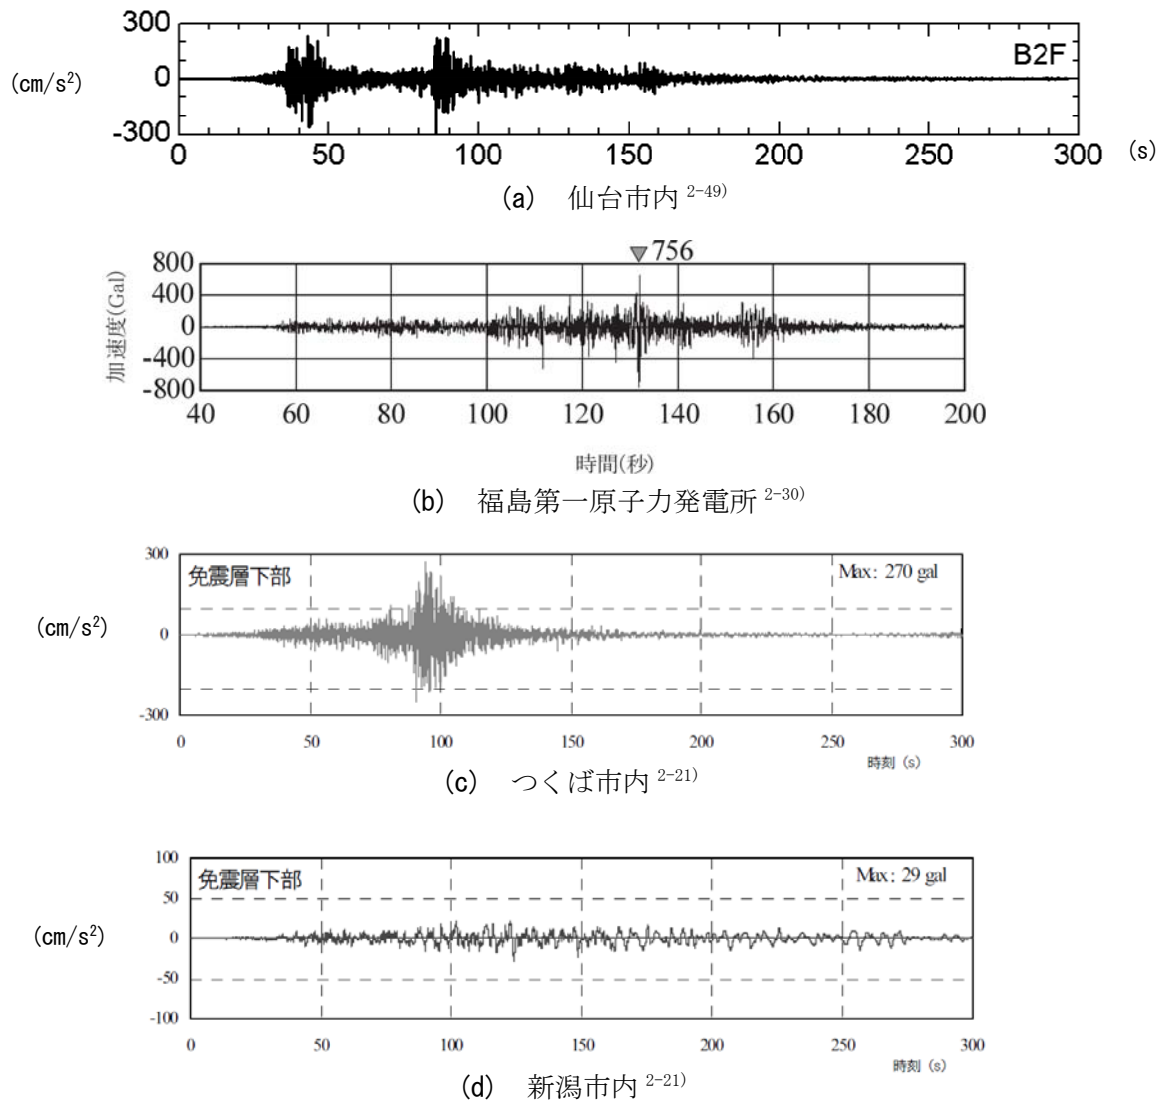 300
(cm/s²) 0 B2F
-300
0 50 100 150 200 250 300 (s)
(a) 仙台市内 2-49)
▽756
800
400
0
-400
-800
加速度(Gal)
40 60 80 100 120 140 160 180 200
時間(秒)
(b) 福島第一原子力発電所 2-30)
300
免震層下部 Max: 270 gal
(cm/s²) 0
-300
0 50 100 150 200 250 300
時刻 (s)
(c) つくば市内 2-21)
100
免震層下部 Max: 29 gal
50
(cm/s²) 0
-50
-100
0 50 100 150 200 250 300
時刻 (s)
(d) 新潟市内 2-21)